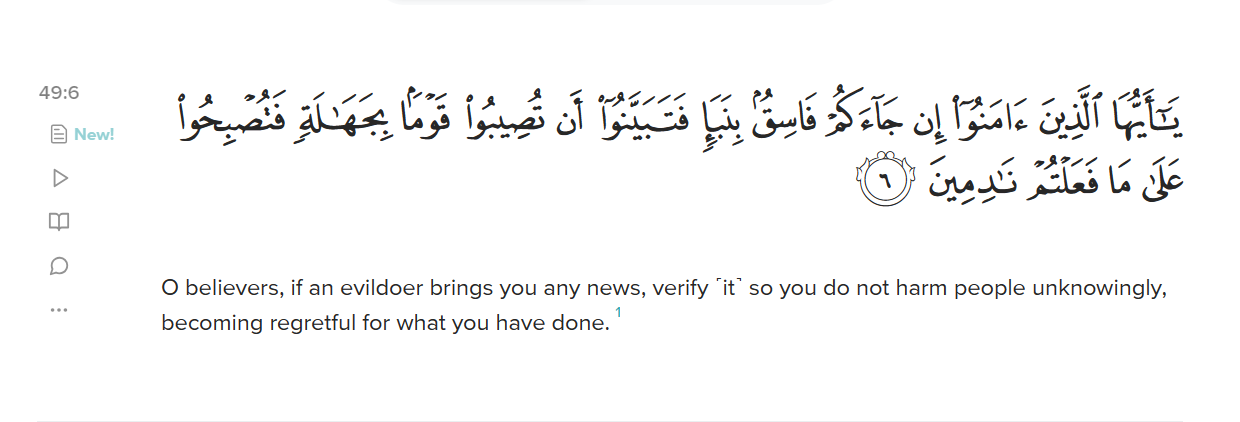 49:6
New!
يَـٰٓأَيُّهَا ٱلَّذِينَ ءَامَنُوٓا۟ إِن جَآءَكُمْ فَاسِقٌۢ بِنَبَإٍۢ فَتَبَيَّنُوٓا۟ أَن تُصِيبُوا۟ قَوْمًۢا بِجَهَـٰلَةٍۢ فَتُصْبِحُوا۟
عَلَىٰ مَا فَعَلْتُمْ نَـٰدِمِينَ ٦
O believers, if an evildoer brings you any news, verify ˹it˺ so you do not harm people unknowingly,
becoming regretful for what you have done. 1